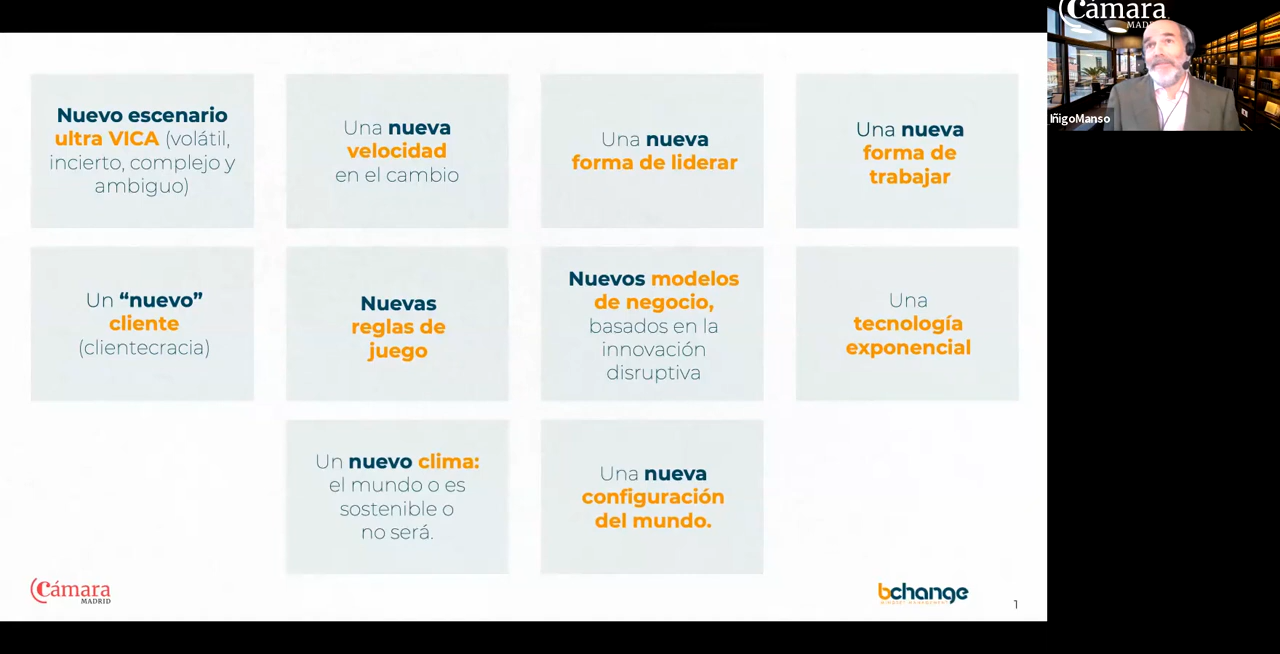 Nuevo escenario
ultra VICA (volátil,
incierto, complejo y
ambiguo)
Una nueva
velocidad
en el cambio
Una nueva
forma de liderar
Una nueva
forma de
trabajar
Un “nuevo”
cliente
(clientecracia)
Nuevas
reglas de
juego
Nuevos modelos
de negocio,
basados en la
innovación
disruptiva
Una
tecnología
exponencial
Un nuevo clima:
el mundo o es
sostenible o
no será.
Una nueva
configuración
del mundo.
Cámara
MADRID
bchange
1
Cámara
IñigoManso